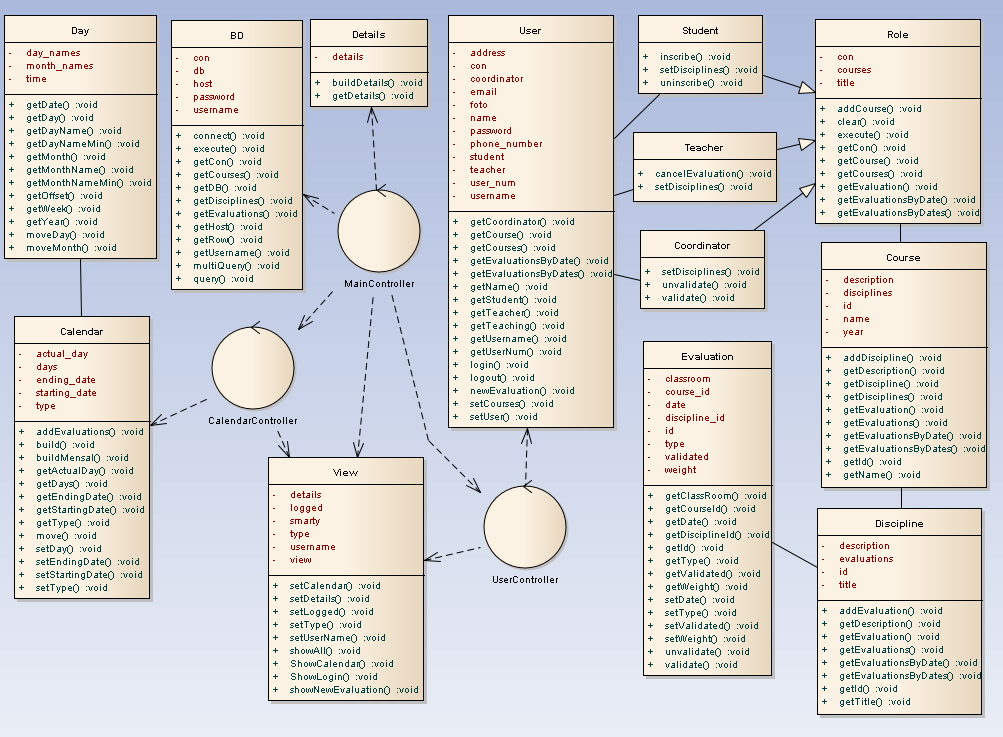 Day
- day_names
- month_names
- time
+ getDate() :void
+ getDay() :void
+ getDayName() :void
+ getDayNameMin() :void
+ getMonth() :void
+ getMonthName() :void
+ getMonthNameMin() :void
+ getOffset() :void
+ getWeek() :void
+ getYear() :void
+ moveDay() :void
+ moveMonth() :void
BD
- con
- db
- host
- password
- username
+ connect() :void
+ execute() :void
+ getCon() :void
+ getCourses() :void
+ getDB() :void
+ getDisciplines() :void
+ getEvaluations() :void
+ getHost() :void
+ getRow() :void
+ getUsername() :void
+ multiQuery() :void
+ query() :void
Details
- details
+ buildDetails() :void
+ getDetails() :void
User
- address
- con
- coordinator
- email
- foto
- name
- password
- phone_number
- student
- teacher
- user_num
- username
+ getCoordinator() :void
+ getCourse() :void
+ getCourses() :void
+ getEvaluationsByDate() :void
+ getEvaluationsByDates() :void
+ getName() :void
+ getStudent() :void
+ getTeacher() :void
+ getTeaching() :void
+ getUsername() :void
+ getUserNum() :void
+ login() :void
+ logout() :void
+ newEvaluation() :void
+ setCourses() :void
+ setUser() :void
Student
+ inscribe() :void
+ setDisciplines() :void
+ uninscribe() :void
Teacher
+ cancelEvaluation() :void
+ setDisciplines() :void
Coordinator
+ setDisciplines() :void
+ unvalidate() :void
+ validate() :void
Role
- con
- courses
- title
+ addCourse() :void
+ clear() :void
+ execute() :void
+ getCon() :void
+ getCourse() :void
+ getCourses() :void
+ getEvaluation() :void
+ getEvaluationsByDate() :void
+ getEvaluationsByDates() :void
MainController
Calendar
- actual_day
- days
- ending_date
- starting_date
- type
+ addEvaluations() :void
+ build() :void
+ buildMensal() :void
+ getActualDay() :void
+ getDays() :void
+ getEndingDate() :void
+ getStartingDate() :void
+ getType() :void
+ move() :void
+ setDay() :void
+ setEndingDate() :void
+ setStartingDate() :void
+ setType() :void
CalendarController
View
- details
- logged
- smarty
- type
- username
- view
+ setCalendar() :void
+ setDetails() :void
+ setLogged() :void
+ setType() :void
+ setUserName() :void
+ showAll() :void
+ ShowCalendar() :void
+ ShowLogin() :void
+ showNewEvaluation() :void
UserController
Evaluation
- classroom
- course_id
- date
- discipline_id
- id
- type
- validated
- weight
+ getClassRoom() :void
+ getCourseId() :void
+ getDate() :void
+ getDisciplineId() :void
+ getId() :void
+ getType() :void
+ getValidated() :void
+ getWeight() :void
+ setDate() :void
+ setType() :void
+ setValidated() :void
+ setWeight() :void
+ unvalidate() :void
+ validate() :void
Course
- description
- disciplines
- id
- name
- year
+ addDiscipline() :void
+ getDescription() :void
+ getDiscipline() :void
+ getDisciplines() :void
+ getEvaluation() :void
+ getEvaluations() :void
+ getEvaluationsByDate() :void
+ getEvaluationsByDates() :void
+ getId() :void
+ getName() :void
Discipline
- description
- evaluations
- id
- title
+ addEvaluation() :void
+ getDescription() :void
+ getEvaluation() :void
+ getEvaluations() :void
+ getEvaluationsByDate() :void
+ getEvaluationsByDates() :void
+ getId() :void
+ getTitle() :void